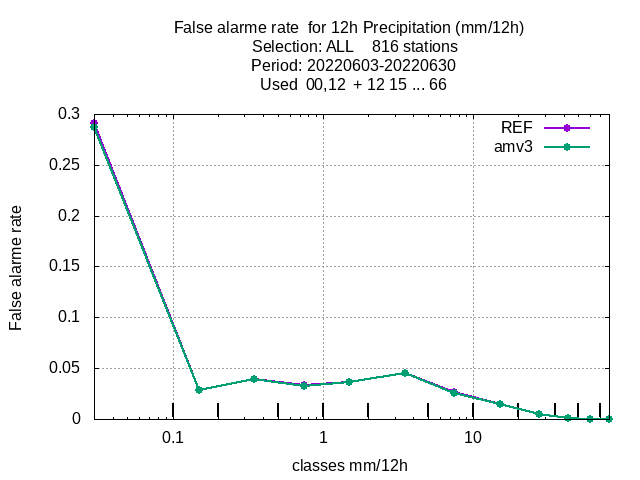 False alarme rate  for 12h Precipitation (mm/12h)
Selection: ALL    816 stations
Period: 20220603-20220630
Used  00,12  + 12 15 ... 66
REF
amv3
False alarme rate
0.3
0.25
0.2
0.15
0.1
0.05
0
0.1 1 10
classes mm/12h